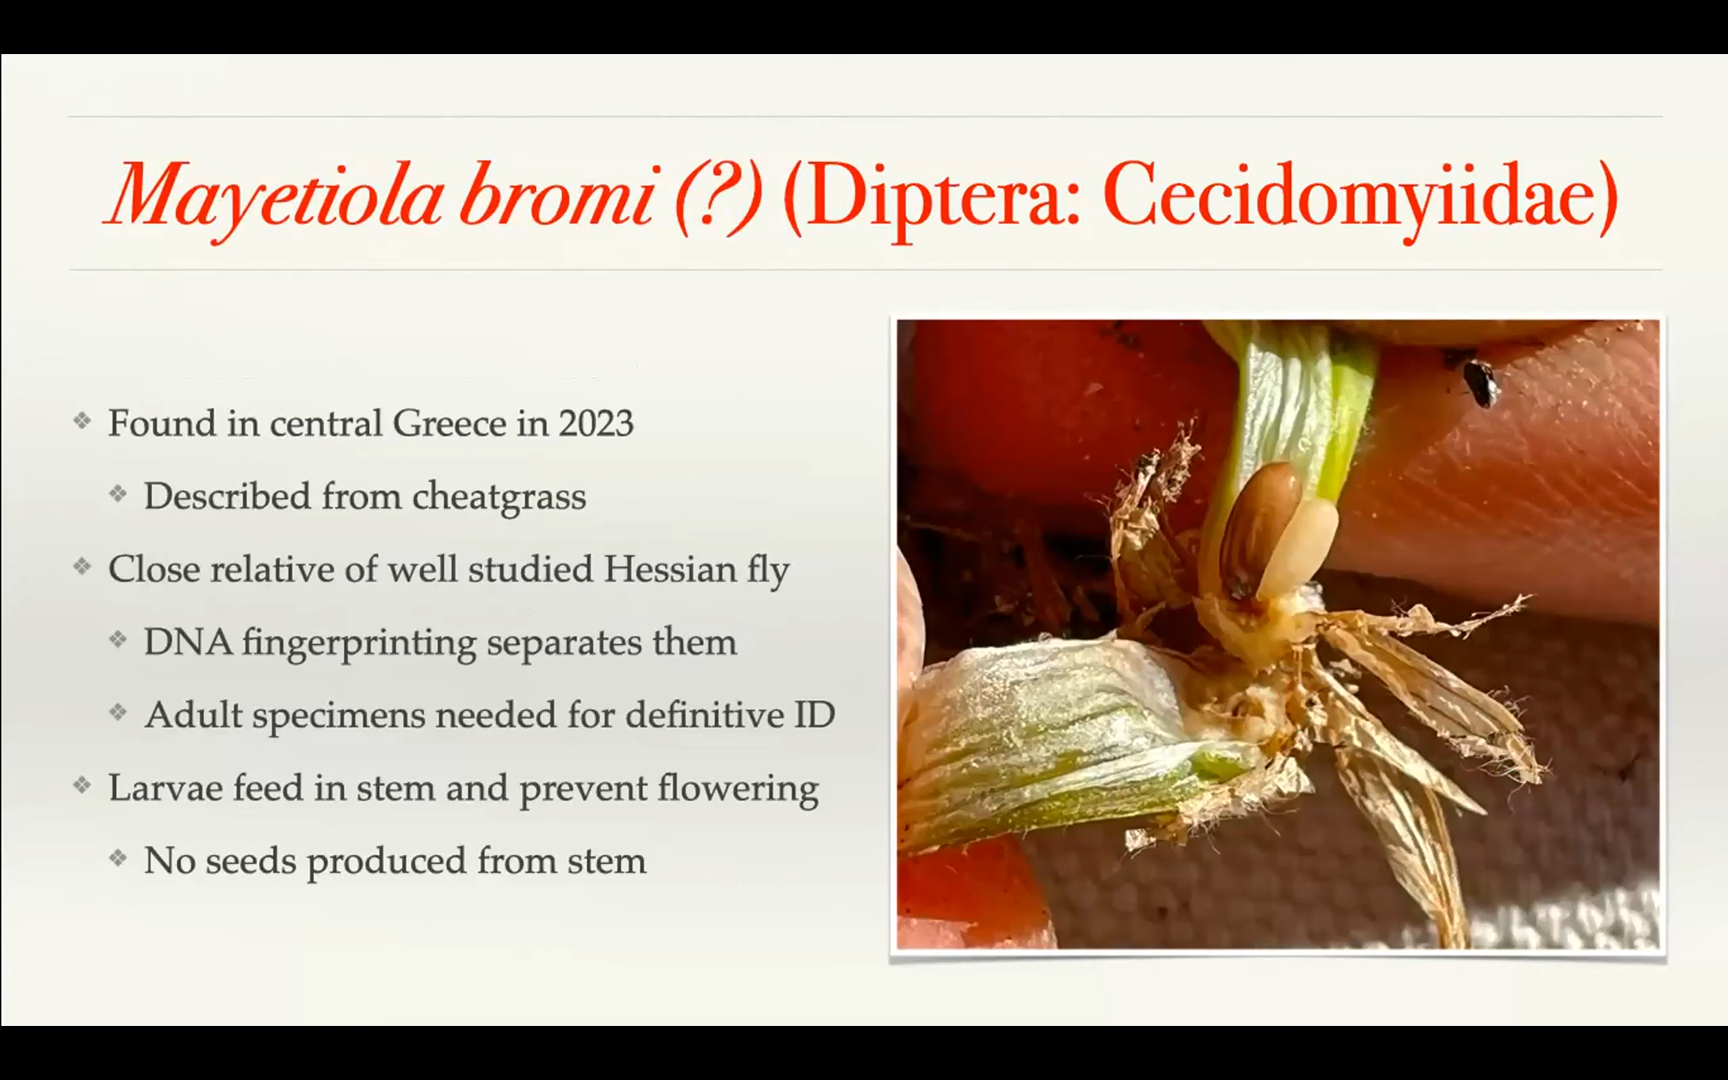 Mayetiola bromi (?) (Diptera: Cecidomyiidae)
Found in central Greece in 2023
Described from cheatgrass
Close relative of well studied Hessian fly
DNA fingerprinting separates them
Adult specimens needed for definitive ID
Larvae feed in stem and prevent flowering
No seeds produced from stem